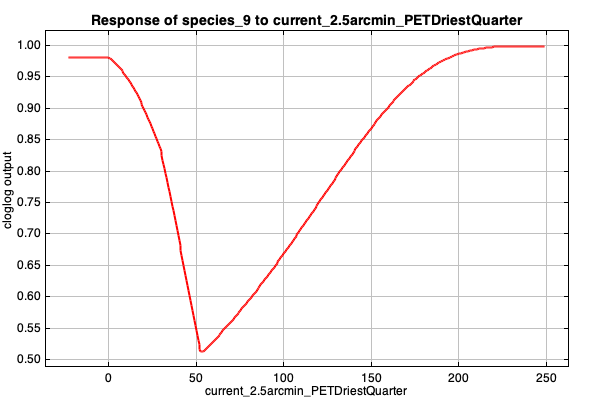 Response of species_9 to current_2.5arcmin_PETDriestQuarter
1.00
0.95
0.90
0.85
0.80
0.75
0.70
0.65
0.60
0.55
0.50
cloglog output
0 50 100 150 200 250
current_2.5arcmin_PETDriestQuarter